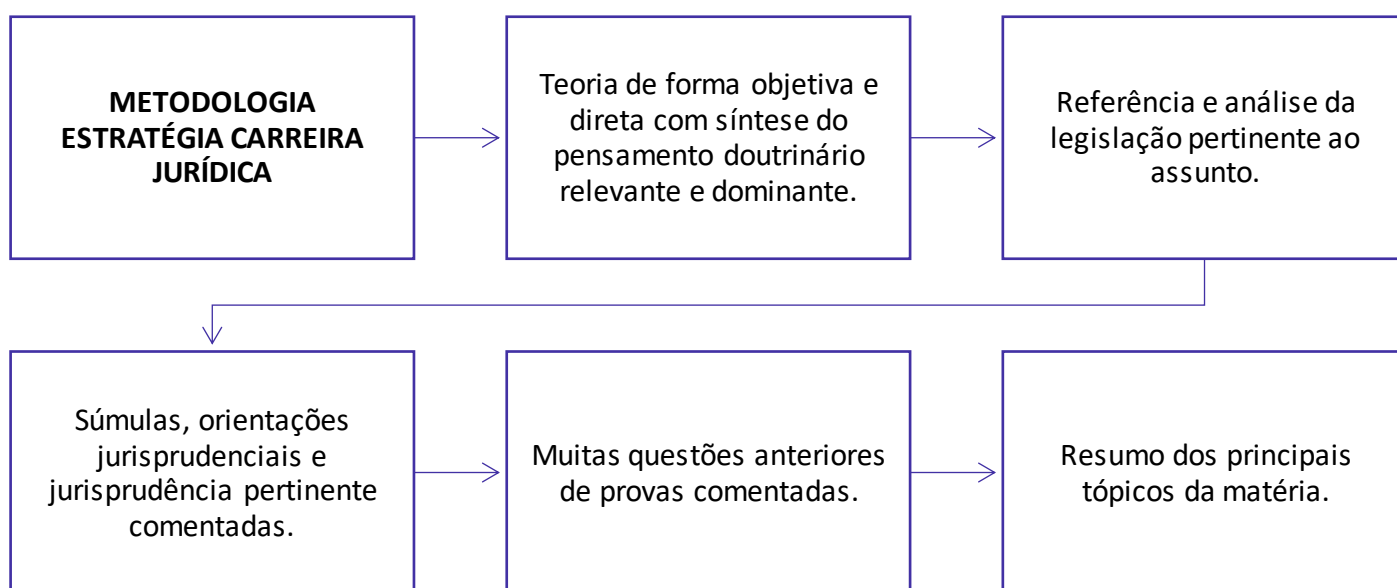 METODOLOGIA
ESTRATÉGIA CARREIRA
JURÍDICA
Teoria de forma objetiva e
direta com síntese do
pensamento doutrinário
relevante e dominante.
Referência e análise da
legislação pertinente ao
assunto.
Súmulas, orientações
jurisprudenciais e
jurisprudência pertinente
comentadas.
Muitas questões anteriores
de provas comentadas.
Resumo dos principais
tópicos da matéria.